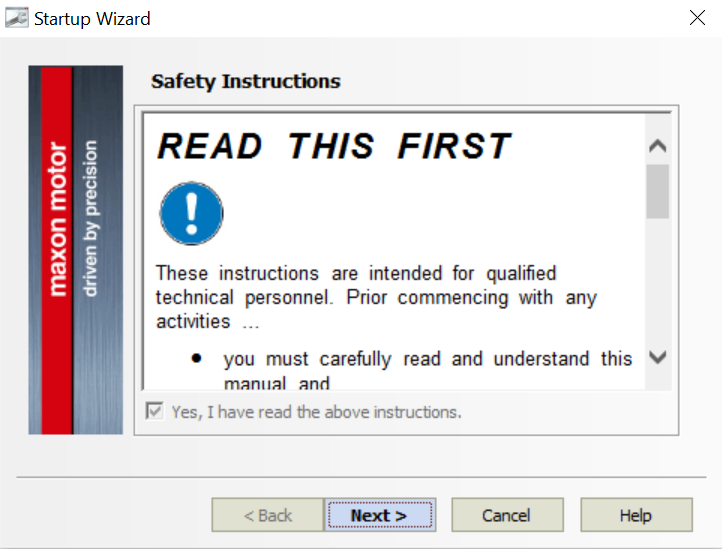 Startup Wizard
maxon motor
driven by precision
Safety Instructions
READ THIS FIRST
These instructions are intended for qualified
technical personnel. Prior commencing with any
activities ...
• you must carefully read and understand this
manual and
Yes, I have read the above instructions.
< Back
Next >
Cancel
Help